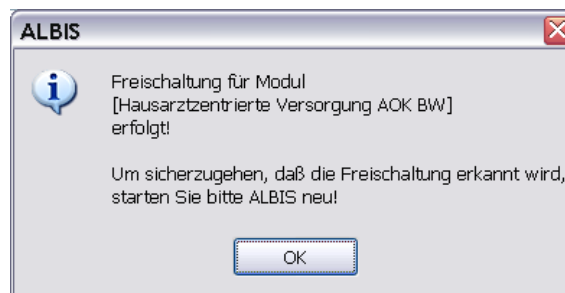 ALBIS
Freischaltung für Modul
[Hausarztzentrierte Versorgung AOK BW]
erfolgt!
Um sicherzugehen, daß die Freischaltung erkannt wird,
starten Sie bitte ALBIS neu!
OK